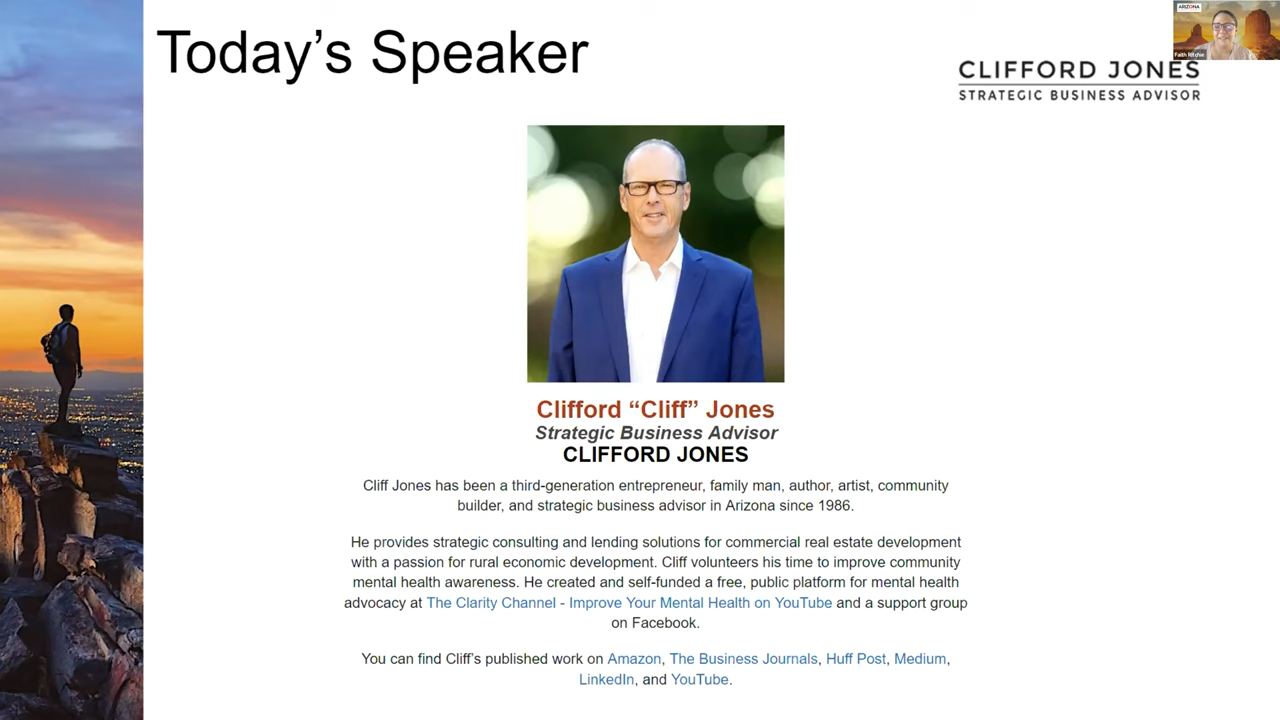 Today’s Speaker
ARIZONA
Faith Ritchie
CLIFFORD JONES
STRATEGIC BUSINESS ADVISOR
Clifford “Cliff” Jones
Strategic Business Advisor
CLIFFORD JONES
Cliff Jones has been a third-generation entrepreneur, family man, author, artist, community
builder, and strategic business advisor in Arizona since 1986.
He provides strategic consulting and lending solutions for commercial real estate development
with a passion for rural economic development. Cliff volunteers his time to improve community
mental health awareness. He created and self-funded a free, public platform for mental health
advocacy at The Clarity Channel - Improve Your Mental Health on YouTube and a support group
on Facebook.
You can find Cliff’s published work on Amazon, The Business Journals, Huff Post, Medium,
LinkedIn, and YouTube.